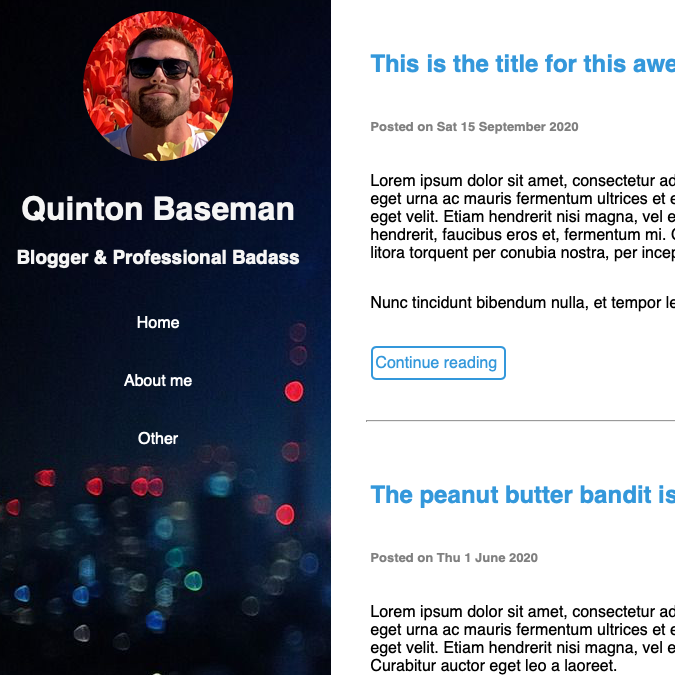 Quinton Baseman
Blogger & Professional Badass
Home
About me
Other
This is the title for this awe
Posted on Sat 15 September 2020
Lorem ipsum dolor sit amet, consectetur ad
eget urna ac mauris fermentum ultrices et e
eget velit. Etiam hendrerit nisi magna, vel e
hendrerit, faucibus eros et, fermentum mi. C
litora torquent per conubia nostra, per incep
Nunc tincidunt bibendum nulla, et tempor le
Continue reading
The peanut butter bandit is
Posted on Thu 1 June 2020
Lorem ipsum dolor sit amet, consectetur ad
eget urna ac mauris fermentum ultrices et e
eget velit. Etiam hendrerit nisi magna, vel e
Curabitur auctor eget leo a laoreet.